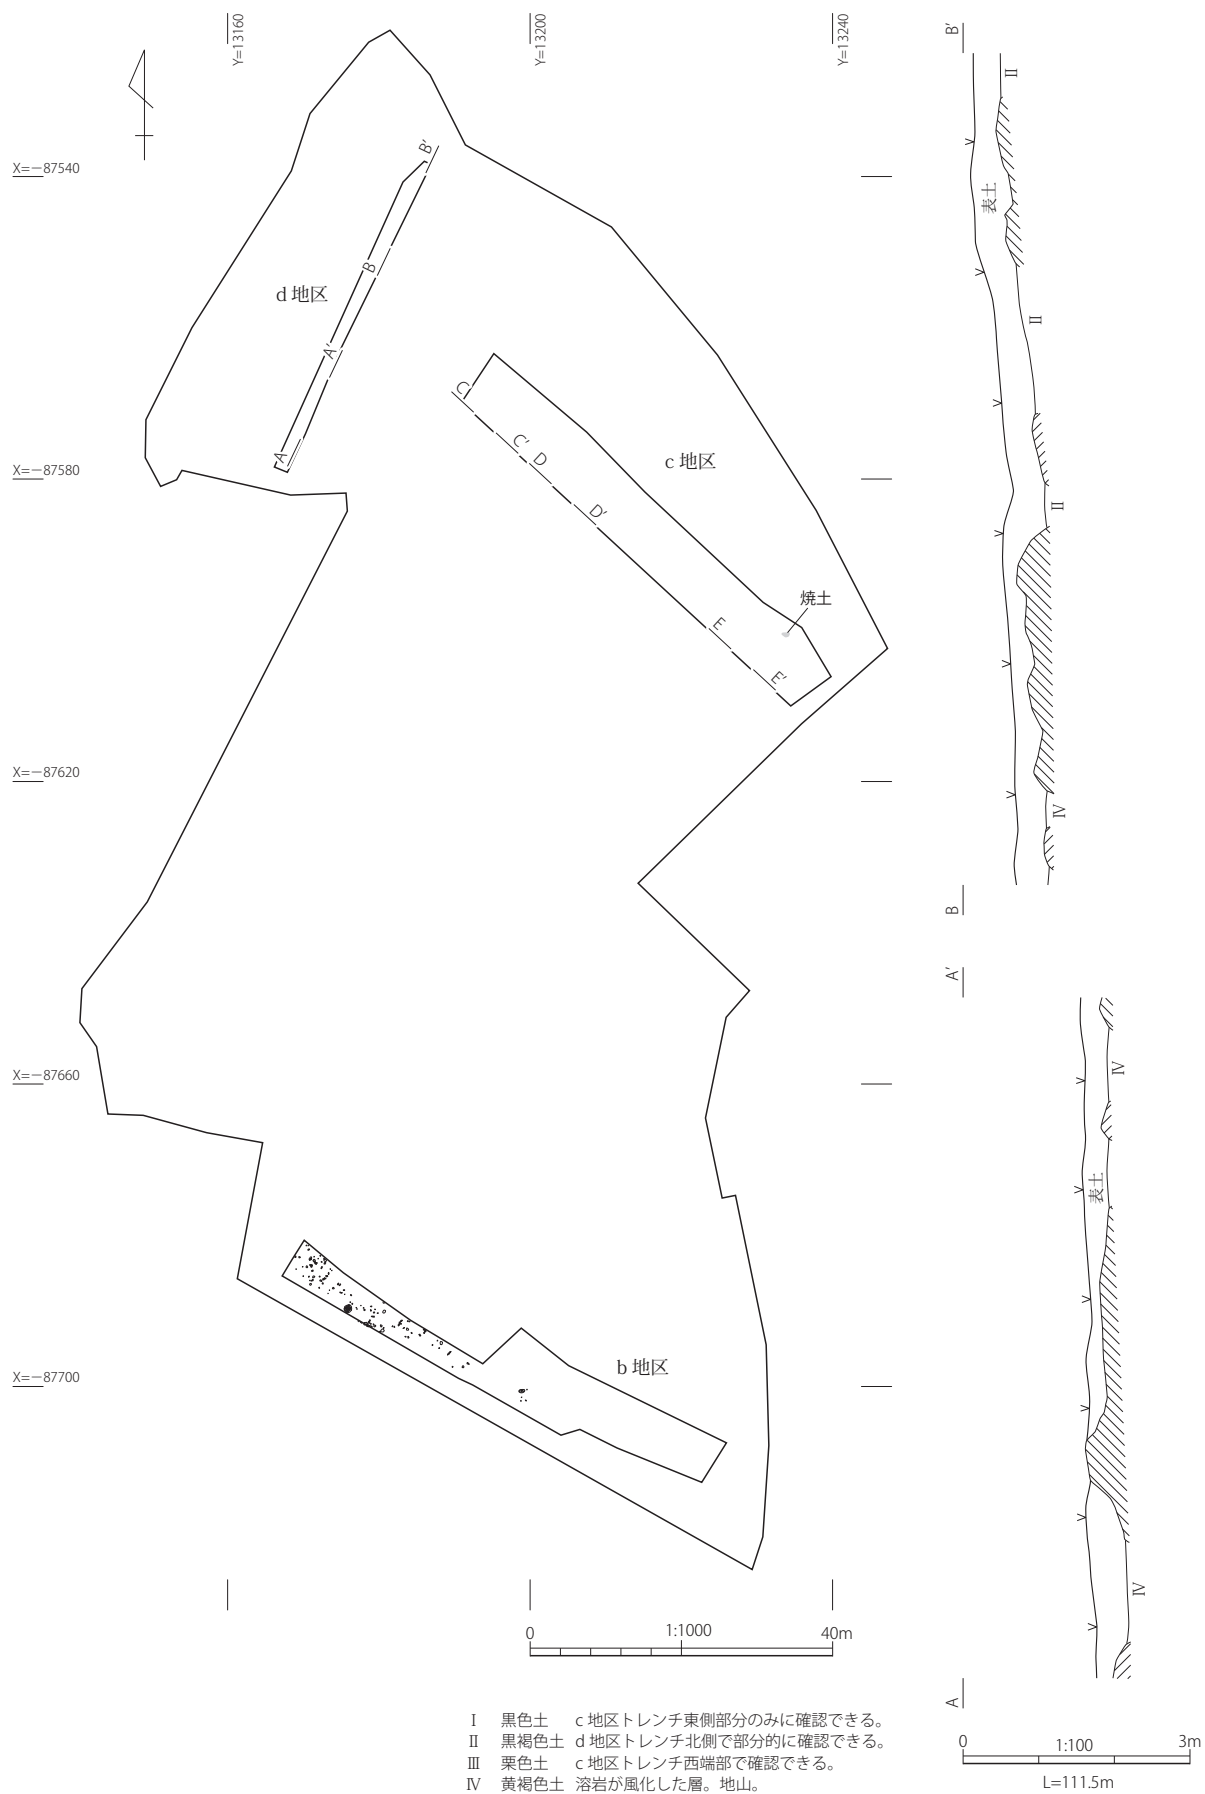 Y=13160
Y=13200
Y=13240
X=−87540
X=−87580
X=−87620
X=−87660
X=−87700
B′
d 地区
B
A′
A
C
C′
D
c 地区
D′
焼土
E
E′
b 地区
0
1:1000
40m
B′
Ⅱ
表土
Ⅱ
Ⅱ
Ⅳ
B
A′
Ⅳ
表土
Ⅳ
A
0
1:100
3m
L=111.5m
Ⅰ 黒色土 c 地区トレンチ東側部分のみに確認できる。
Ⅱ 黒褐色土 d 地区トレンチ北側で部分的に確認できる。
Ⅲ 栗色土 c 地区トレンチ西端部で確認できる。
Ⅳ 黄褐色土 溶岩が風化した層。地山。